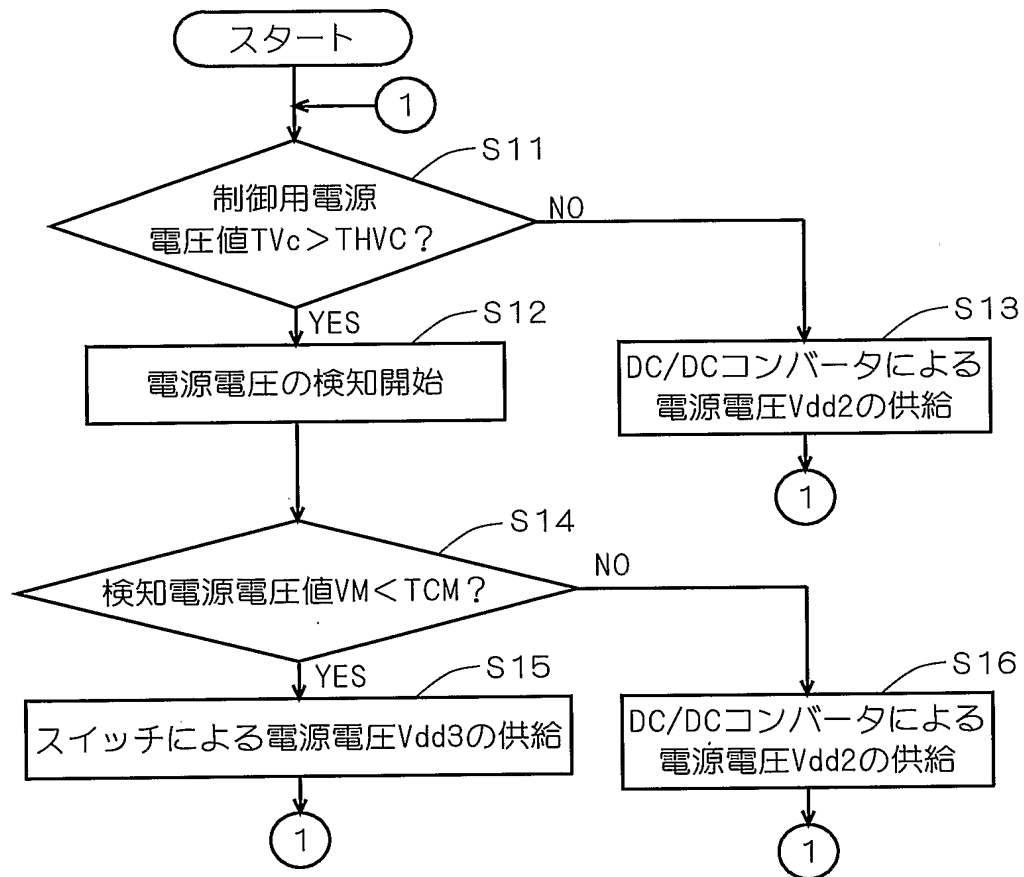 スタート
1
S11
制御用電源
電圧値TVc>THVC?
NO
YES
S12
電源電圧の検知開始
S13
DC/DCコンバータによる
電源電圧Vdd2の供給
1
S14
検知電源電圧値VM<TCM?
NO
YES
S15
スイッチによる電源電圧Vdd3の供給
1
S16
DC/DCコンバータによる
電源電圧Vdd2の供給
1